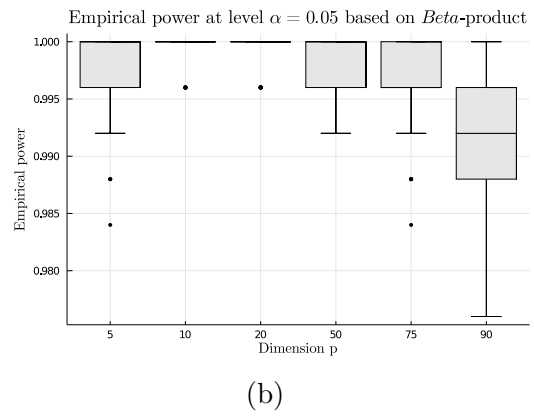 Empirical power at level α = 0.05 based on Beta-product
Empirical power
1.000
0.995
0.990
0.985
0.980
5 10 20 50 75 90
Dimension p
(b)